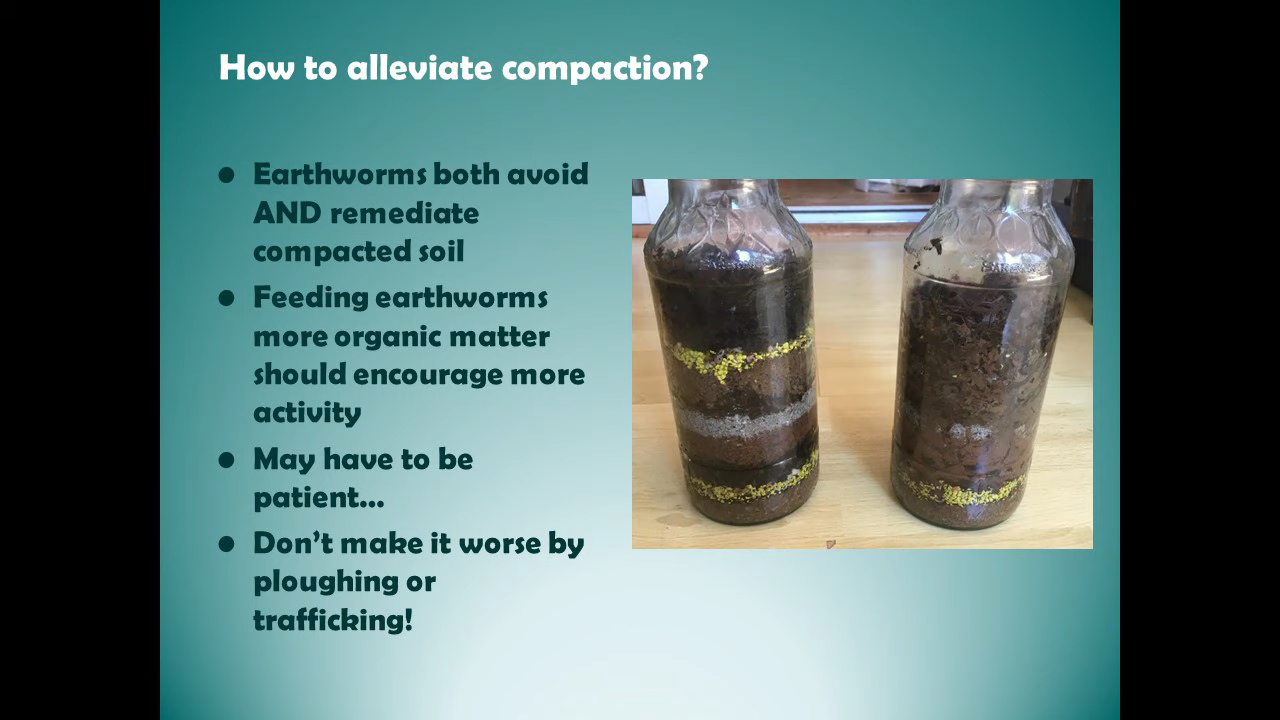 How to alleviate compaction?
• Earthworms both avoid
AND remediate
compacted soil
• Feeding earthworms
more organic matter
should encourage more
activity
• May have to be
patient...
• Don't make it worse by
ploughing or
trafficking!